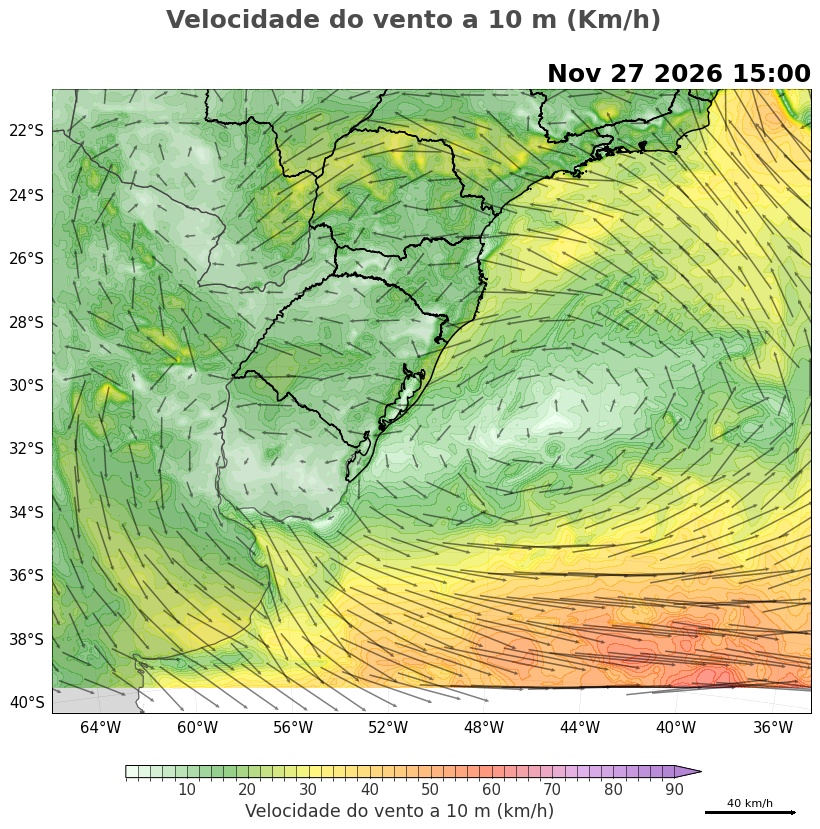 Velocidade do vento a 10 m (Km/h)
Nov 27 2026 15:00
22°S
24°S
26°S
28°S
30°S
32°S
34°S
36°S
38°S
40°S
64°W 60°W 56°W 52°W 48°W 44°W 40°W 36°W
10 20 30 40 50 60 70 80 90
Velocidade do vento a 10 m (km/h)
40 km/h